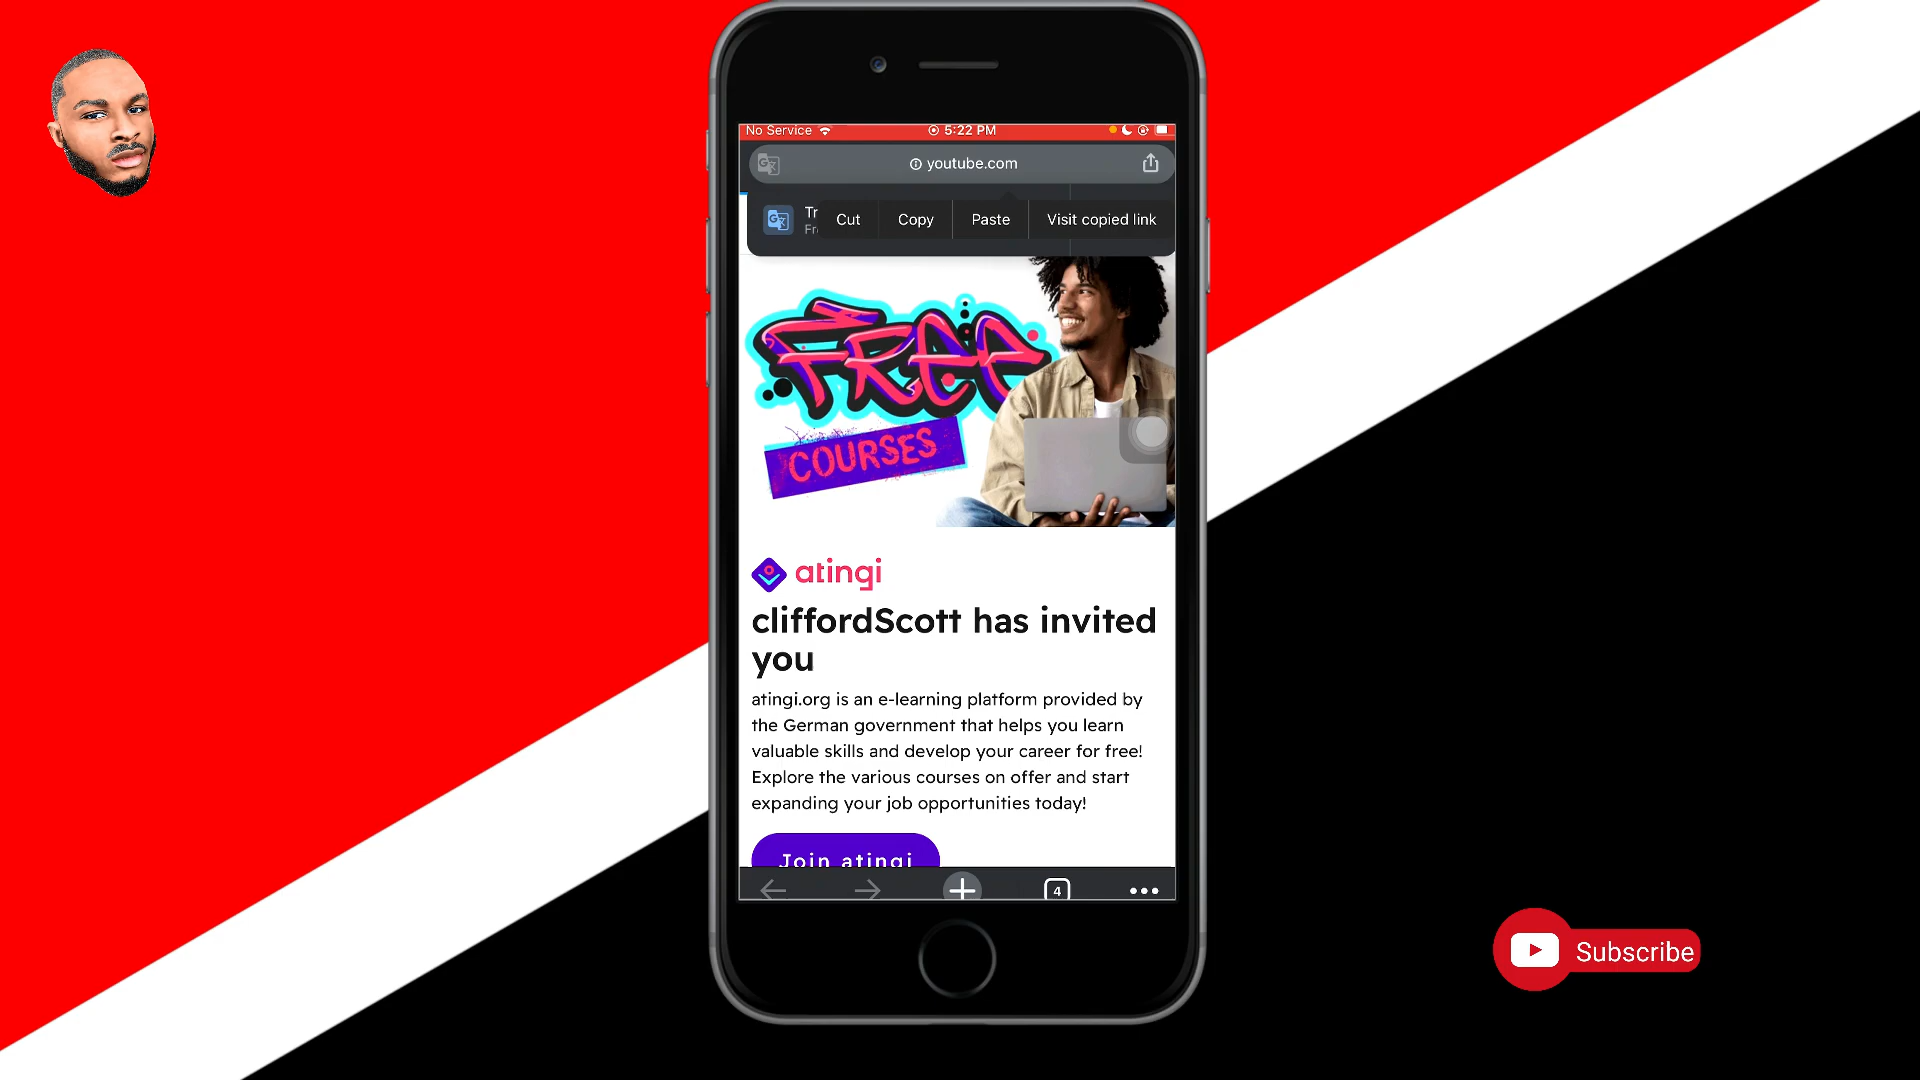 No Service
5:22 PM
youtube.com
Tr
Cut
Copy
Paste
Visit copied link
Fr
FREE
COURSES
atingi
cliffordScott has invited
you
atingi.org is an e-learning platform provided by
the German government that helps you learn
valuable skills and develop your career for free!
Explore the various courses on offer and start
expanding your job opportunities today!
Join atingi
4
Subscribe